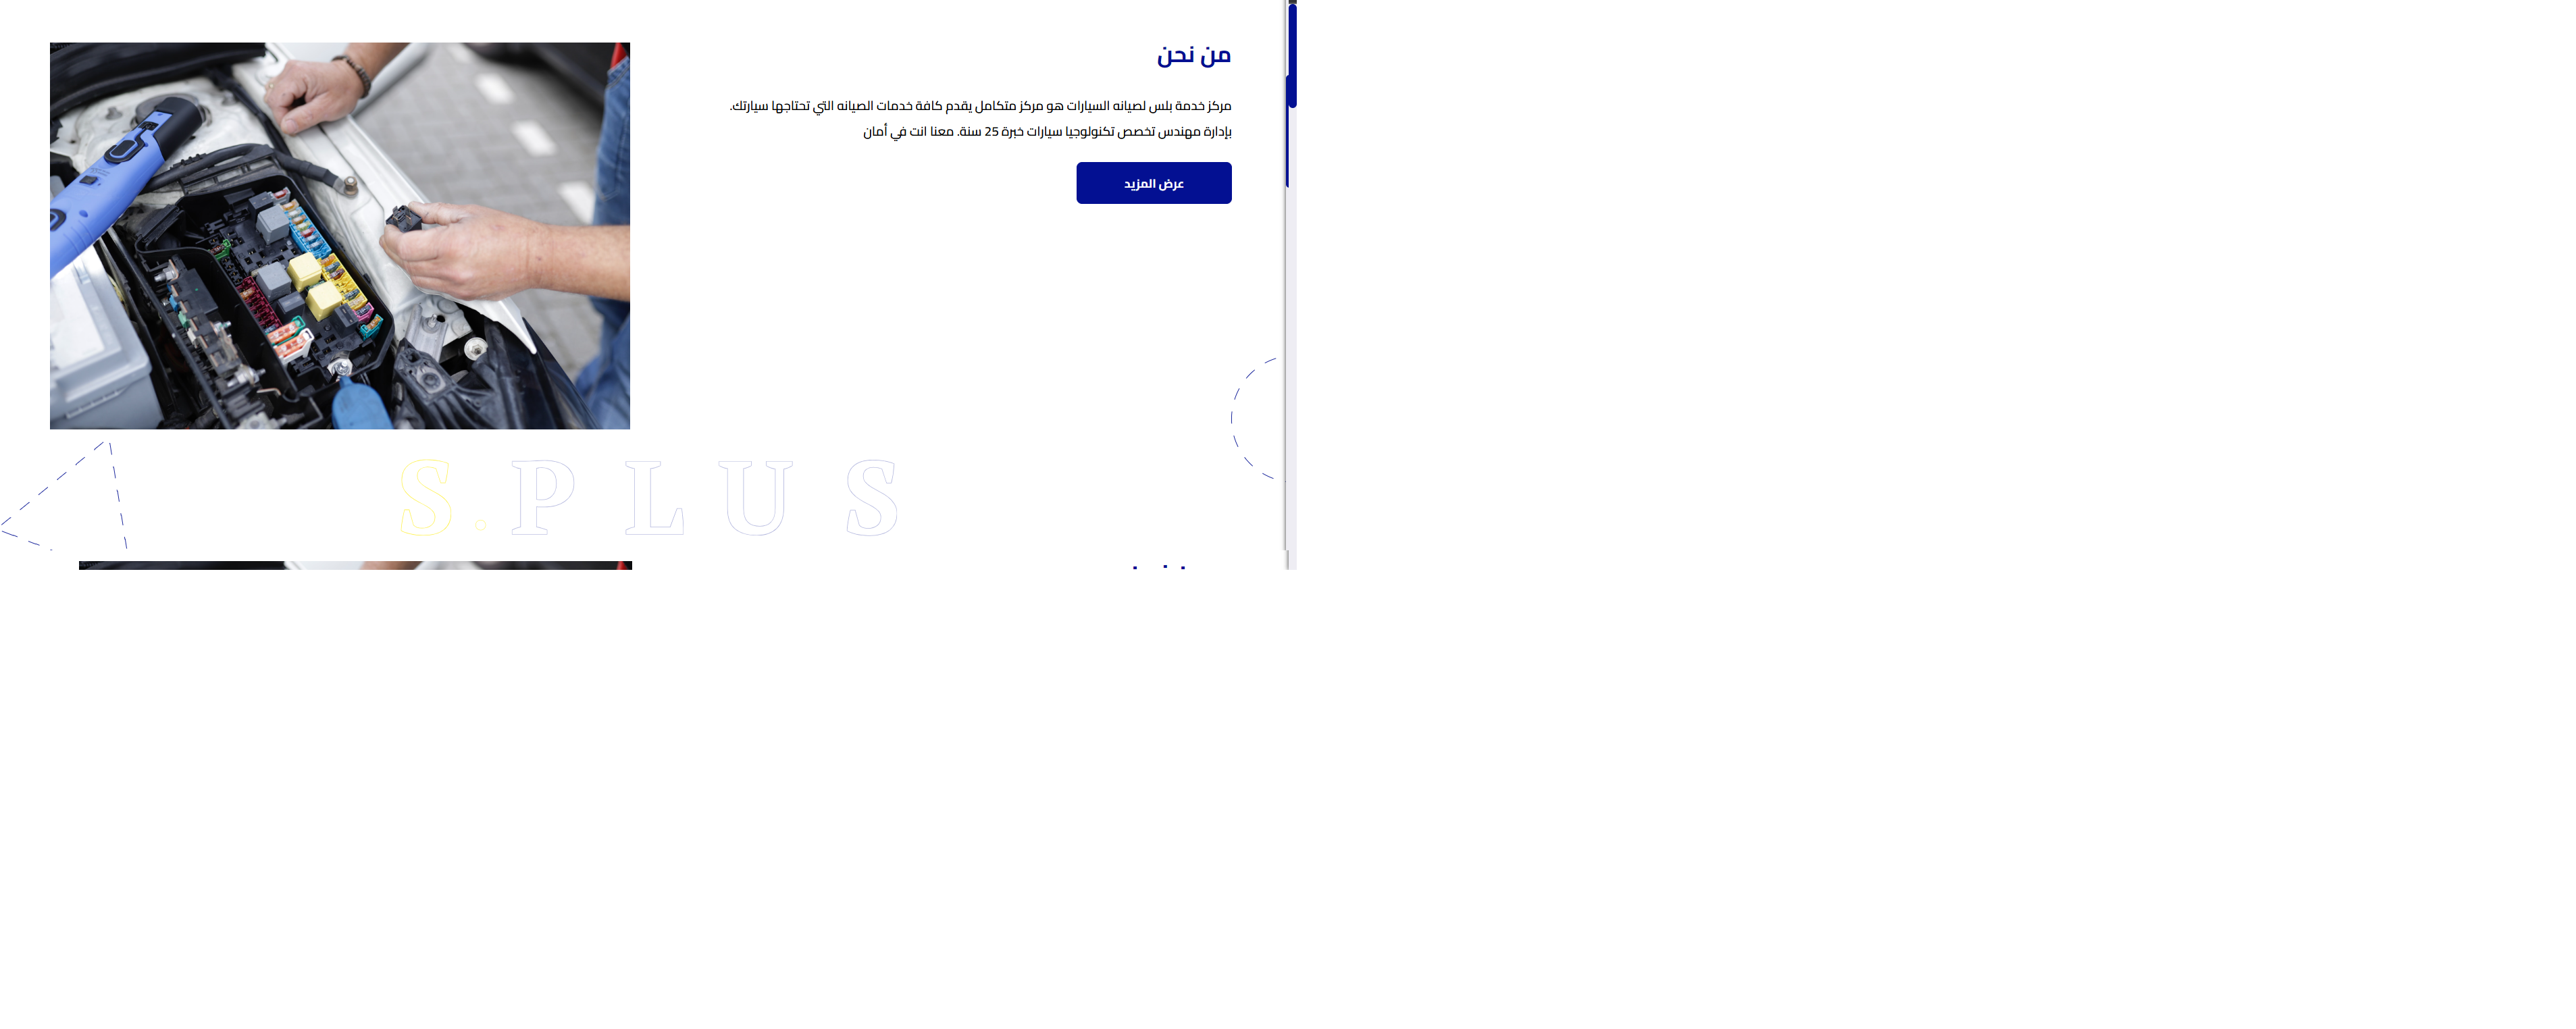 من نحن
مركز خدمة بلس لصيانه السيارات هو مركز متكامل يقدم كافة خدمات الصيانه التي تحتاجها سيارتك.
بإدارة مهندس تخصص تكنولوجيا سيارات خبرة 25 سنة. معنا انت في أمان
عرض المزيد
S.PLUS